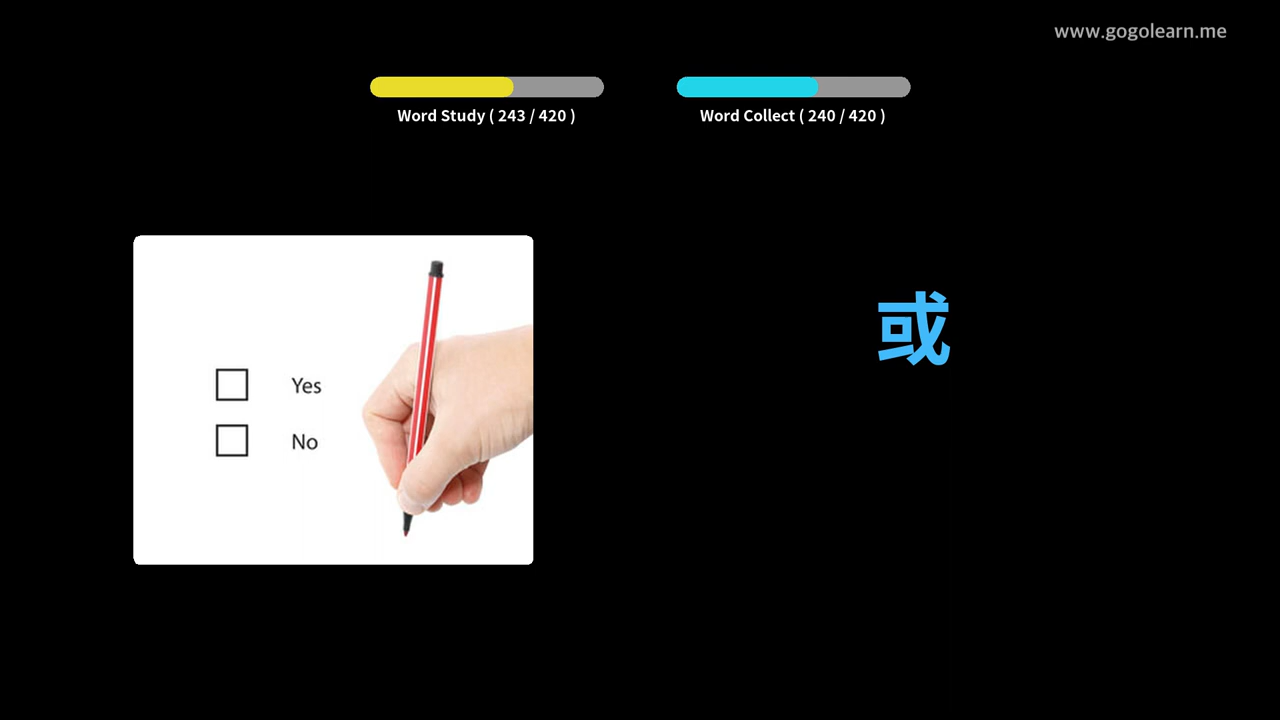 www.gogolearn.me
Word Study ( 243 / 420 )
Word Collect ( 240 / 420 )
Yes
No
或